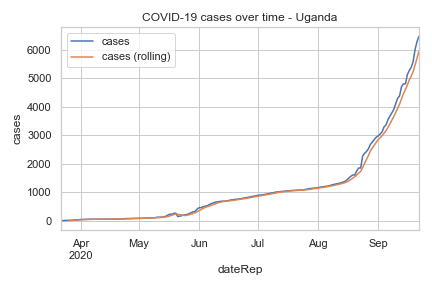 COVID-19 cases over time - Uganda
cases
cases (rolling)
6000
5000
4000
3000
2000
1000
0
cases
Apr
2020
May
Jun
Jul
Aug
Sep
dateRep